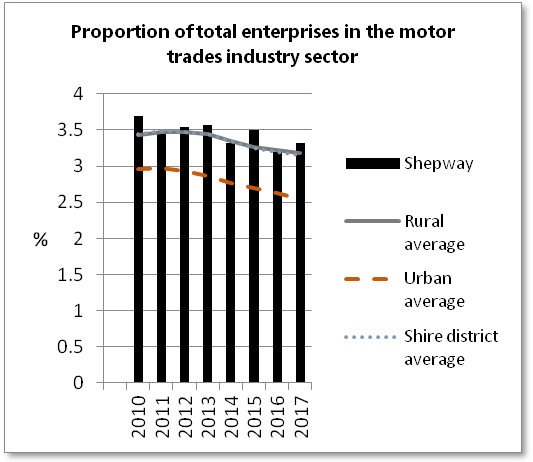 Proportion of total enterprises in the motor
trades industry sector
4
3.5
3
2.5
2
1.5
1
0.5
0
%
2010
2011
2012
2013
2014
2015
2016
2017
Shepway
Rural
average
Urban
average
Shire district
average